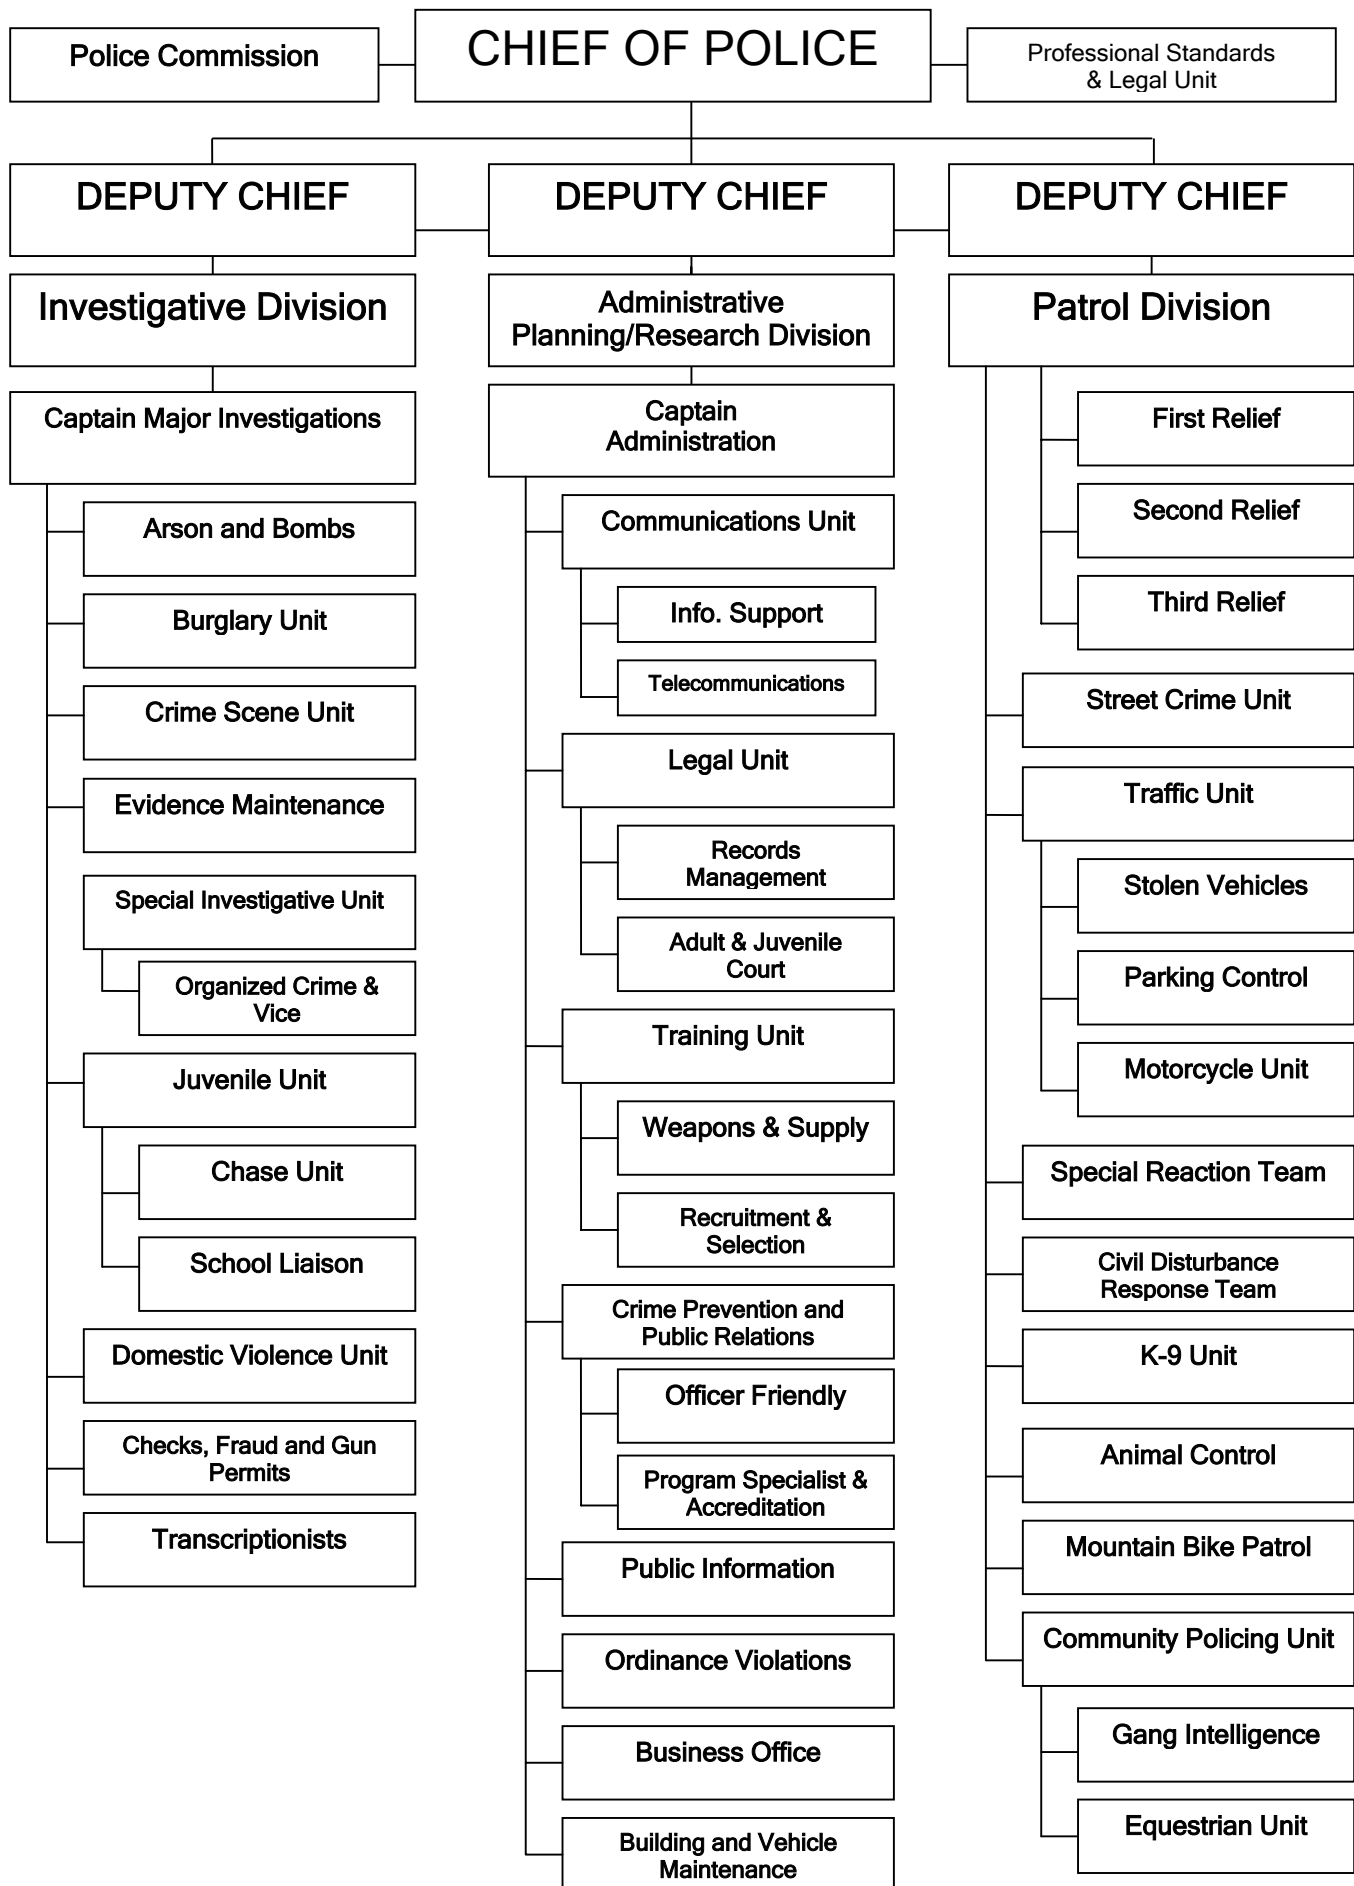 Police Commission
CHIEF OF POLICE
Professional Standards
& Legal Unit
DEPUTY CHIEF
DEPUTY CHIEF
DEPUTY CHIEF
Investigative Division
Administrative
Planning/Research Division
Patrol Division
Captain Major Investigations
Arson and Bombs
Burglary Unit
Crime Scene Unit
Evidence Maintenance
Special Investigative Unit
Organized Crime &
Vice
Juvenile Unit
Chase Unit
School Liaison
Domestic Violence Unit
Checks, Fraud and Gun
Permits
Transcriptionists
Captain
Administration
Communications Unit
Info. Support
Telecommunications
Legal Unit
Records
Management
Adult & Juvenile
Court
Training Unit
Weapons & Supply
Recruitment &
Selection
Crime Prevention and
Public Relations
Officer Friendly
Program Specialist &
Accreditation
Public Information
Ordinance Violations
Business Office
Building and Vehicle
Maintenance
First Relief
Second Relief
Third Relief
Street Crime Unit
Traffic Unit
Stolen Vehicles
Parking Control
Motorcycle Unit
Special Reaction Team
Civil Disturbance
Response Team
K-9 Unit
Animal Control
Mountain Bike Patrol
Community Policing Unit
Gang Intelligence
Equestrian Unit